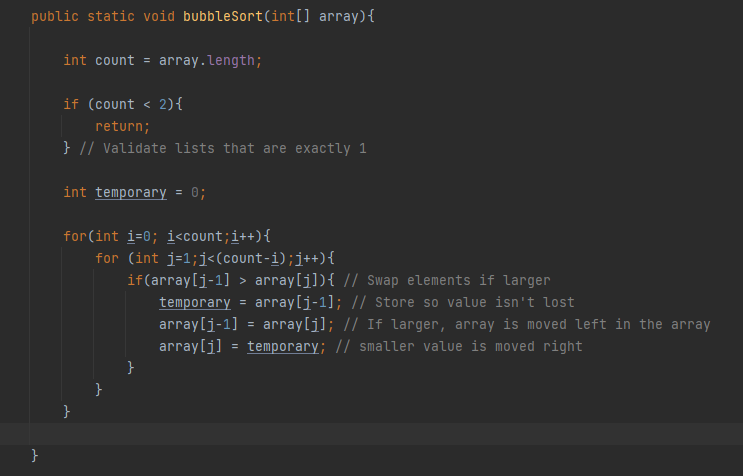 public static void bubbleSort(int[] array){
int count = array.length;
if (count < 2){
return;
} // Validate lists that are exactly 1
int temporary = 0;
for(int i=0; i<count;i++){
for (int j=1;j<(count-i);j++){
if(array[j-1] > array[j]){ // Swap elements if larger
temporary = array[j-1]; // Store so value isn't lost
array[j-1] = array[j]; // If larger, array is moved left in the array
array[j] = temporary; // smaller value is moved right
}
}
}
}